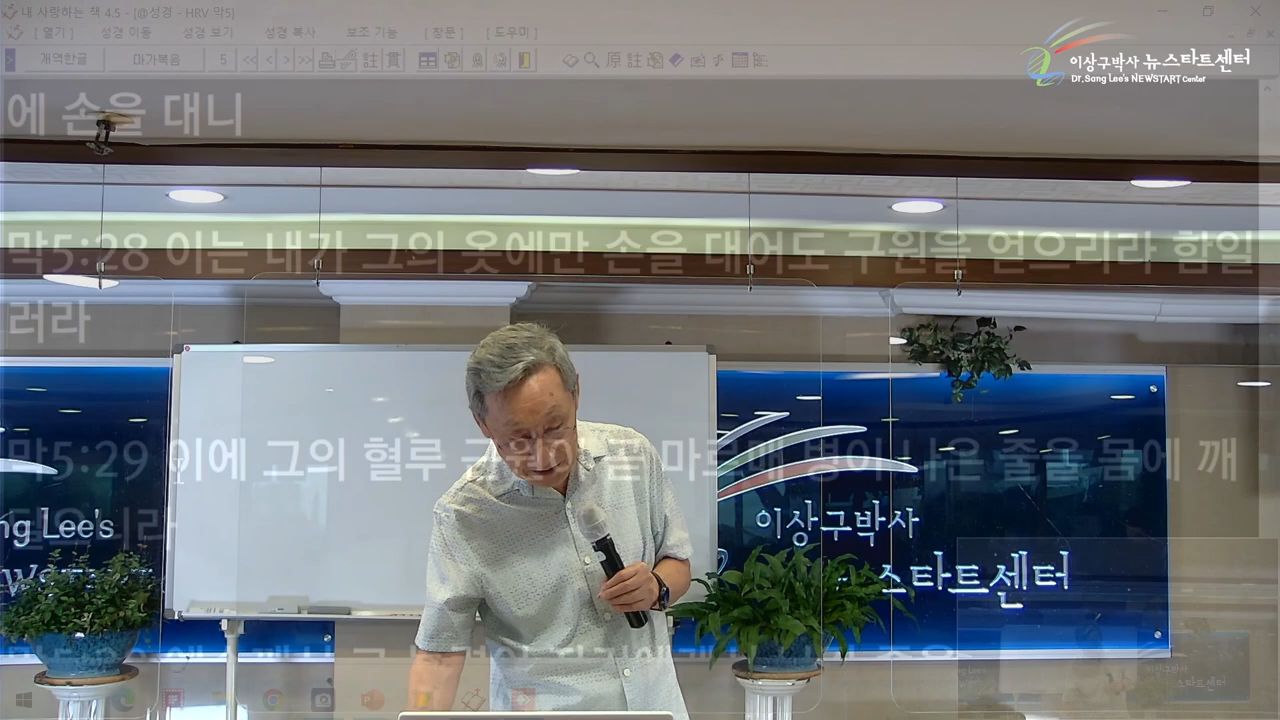 내 사랑하는 책 4.5 - [@성경 - HRV 막5]
[ 열기 ] 성경 이동 성경 보기 성경 복사 보조 기능 [ 창문 ] [ 도우미 ]
개역한글 마가복음 5
이상구박사 뉴스타트센터
Dr. Sang Lee's NEWSTART Center
에 손을 대니
막5:28 이는 내가 그의 옷에만 손을 대어도 구원을 얻으리라 함일
러라
막5:29 이에 그의 혈루 근원이 곧 마르매 병이 나은 줄을 몸에 깨
달으니라
ng Lee's
이상구박사
스타트센터